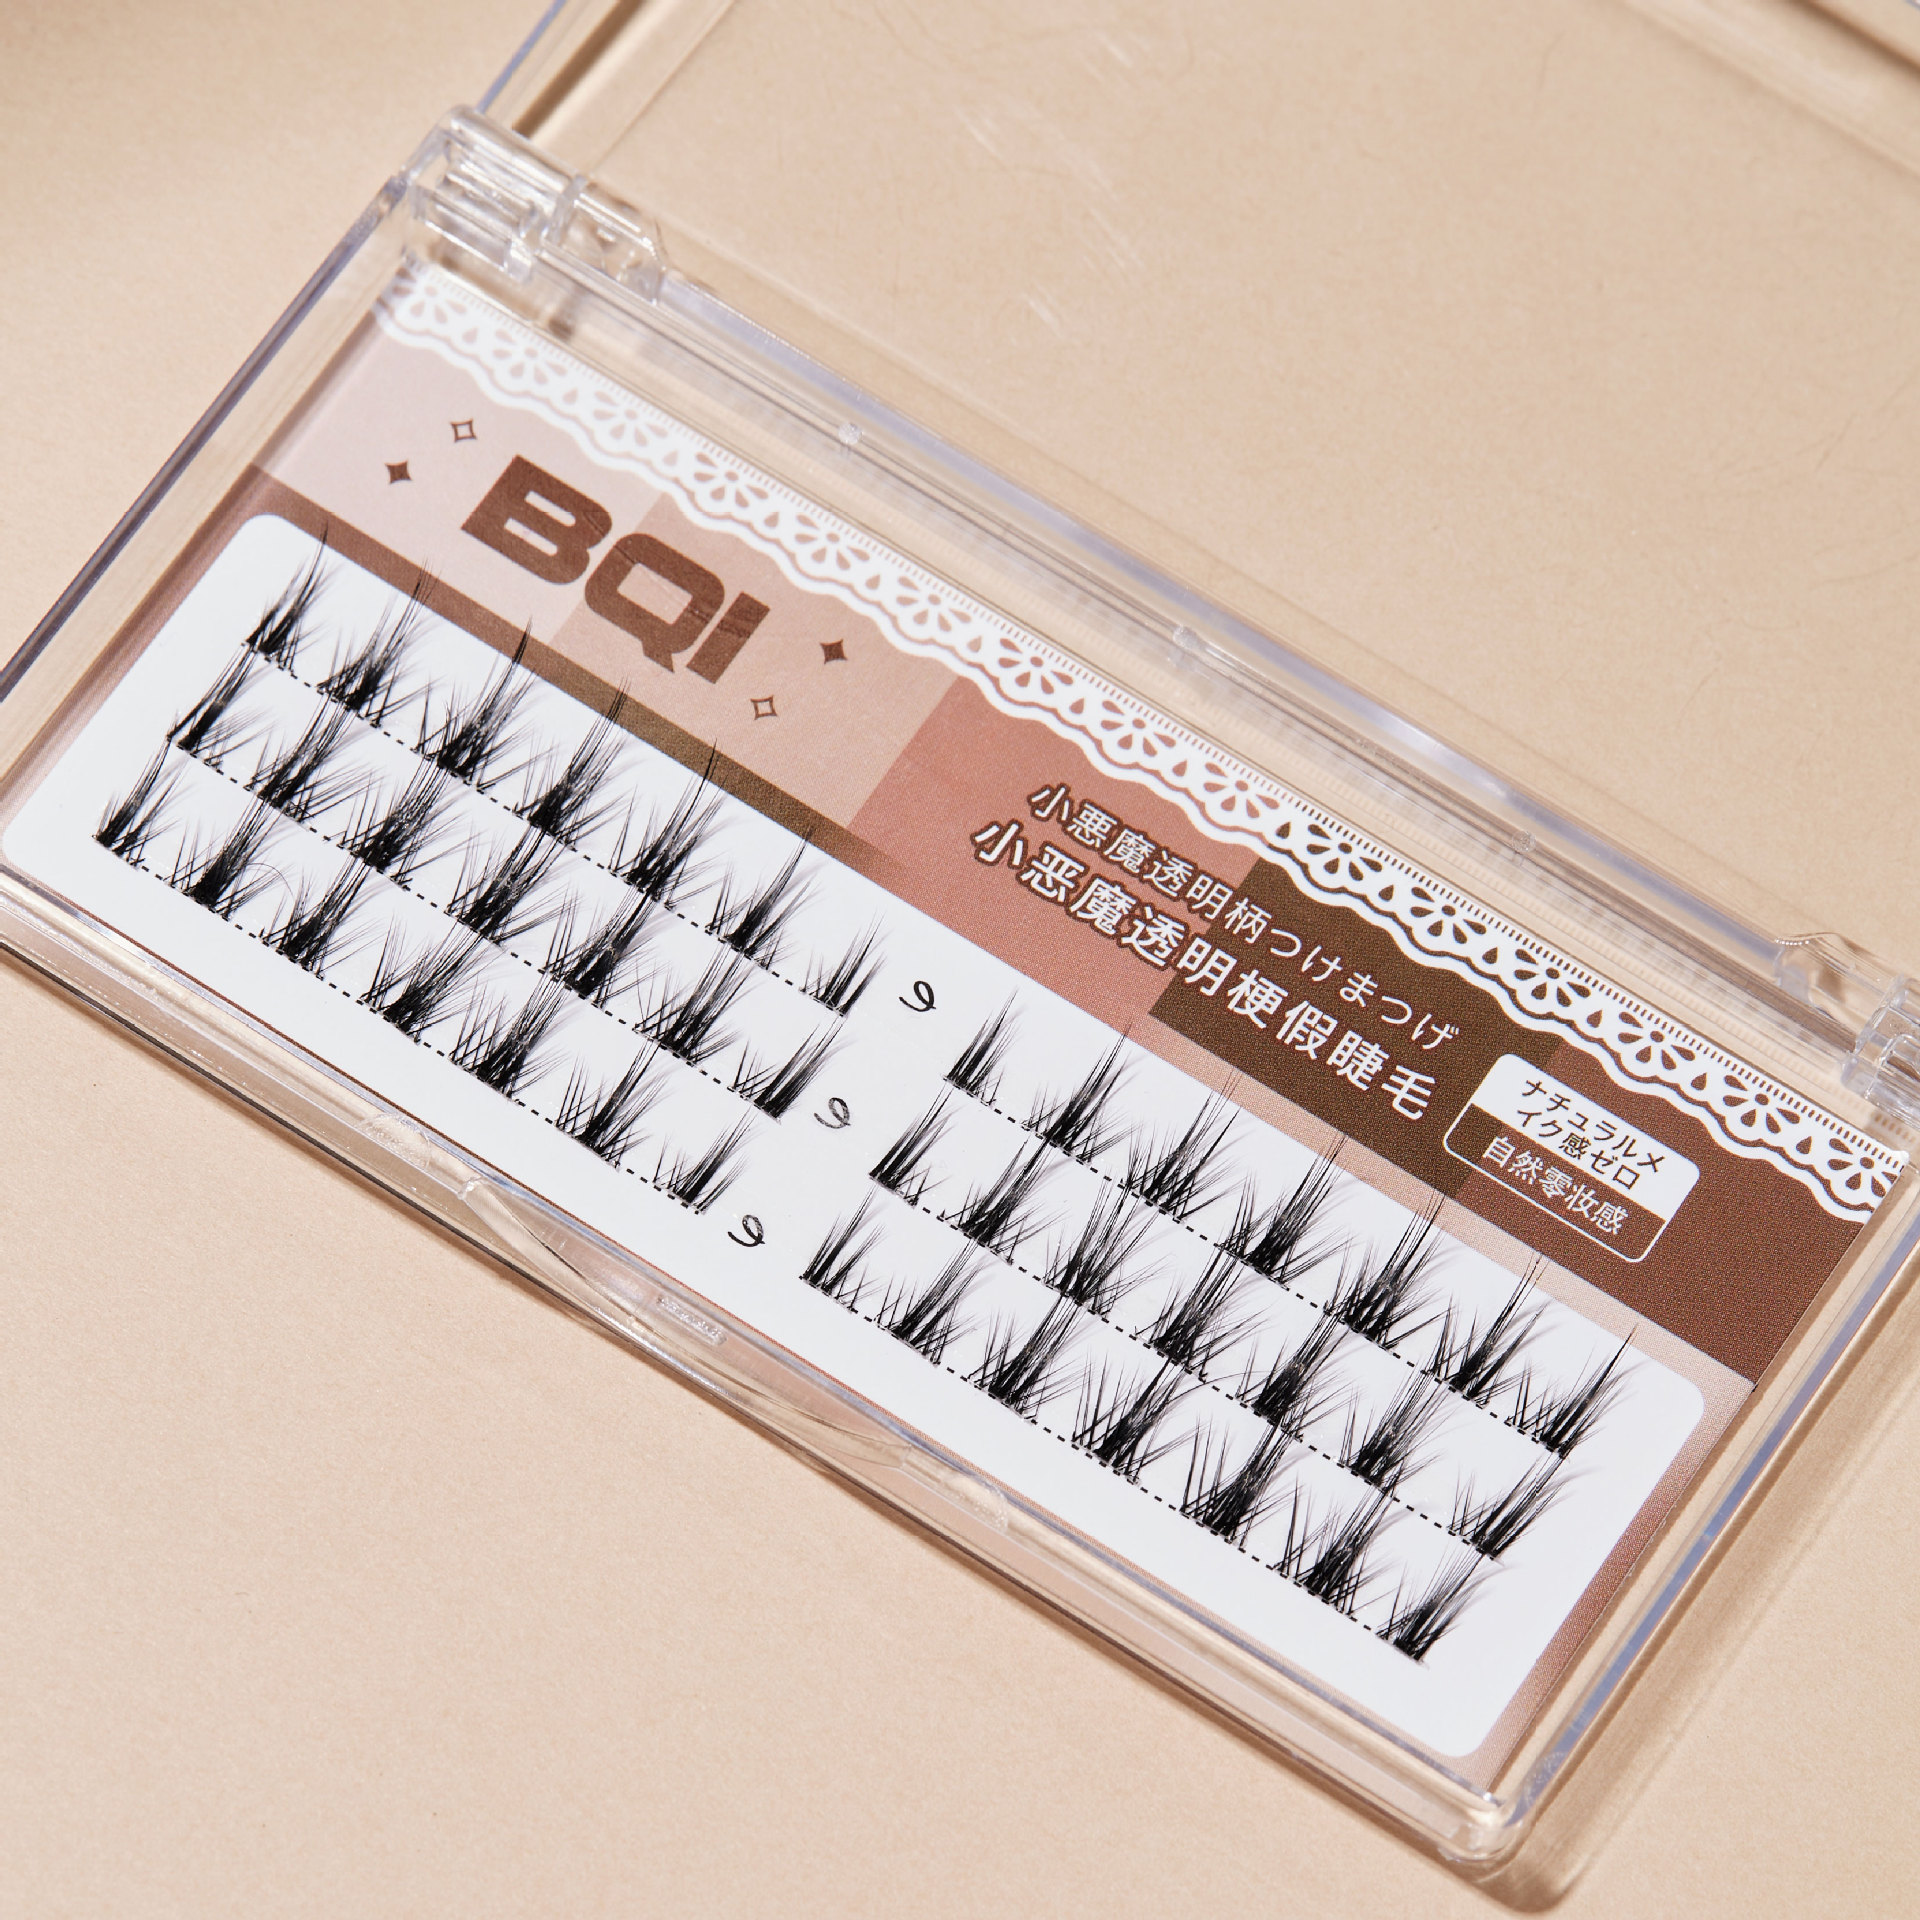 BQI
小悪魔透明柄つけまつげ
小恶魔透明梗假睫毛
ナチュラルメ
イク感ゼロ
自然零妆感